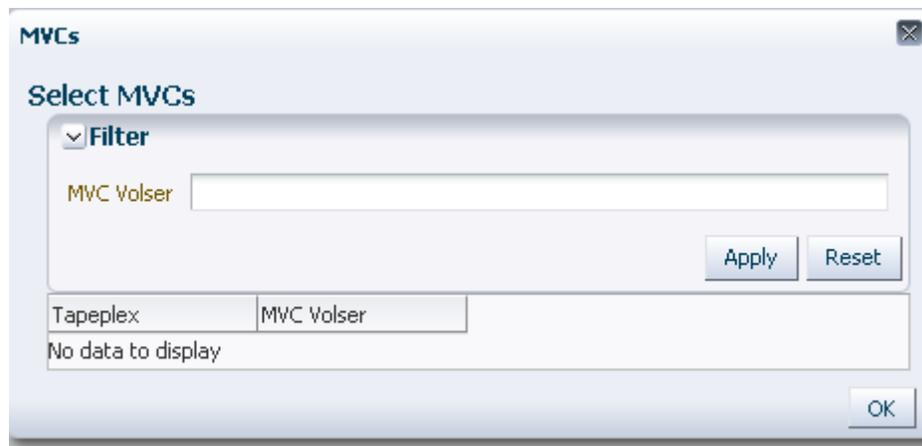 MVCs
Select MVCs
Filter
MVC Volser
Apply Reset
Tapeplex MVC Volser
No data to display
OK